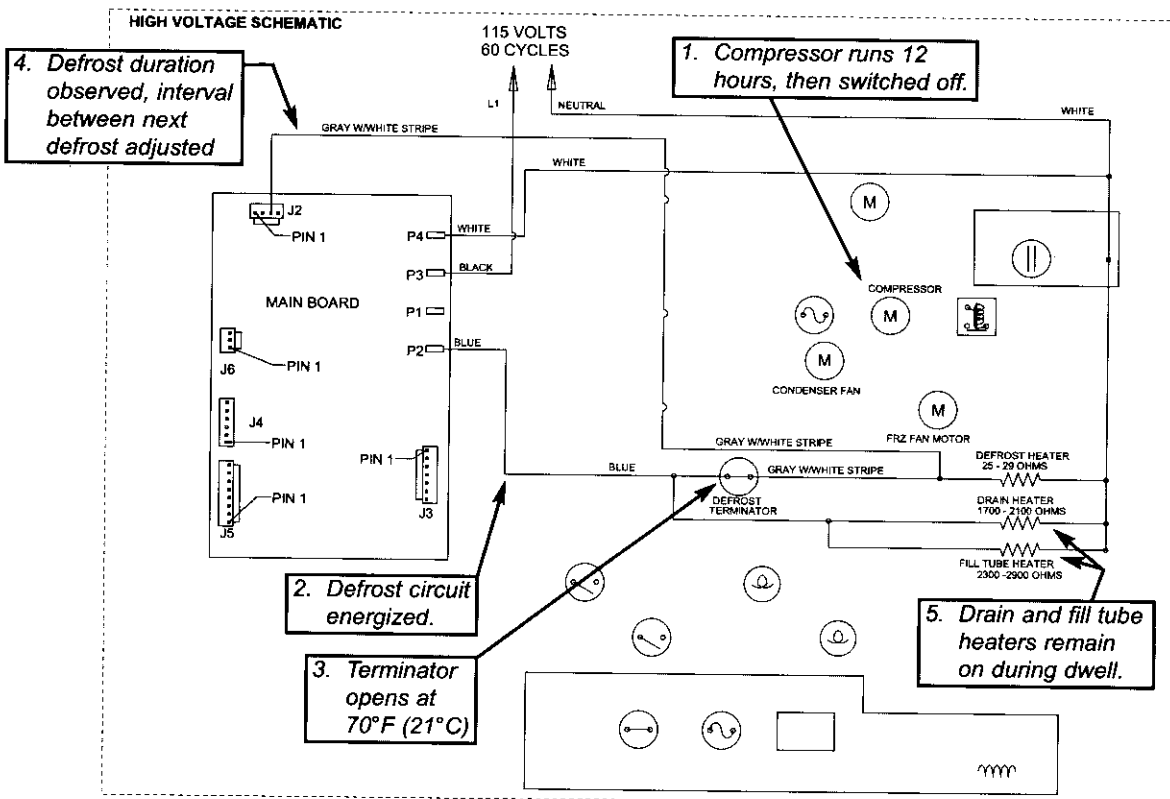 HIGH VOLTAGE SCHEMATIC
115 VOLTS
60 CYCLES
4. Defrost duration
observed, interval
between next
defrost adjusted
1. Compressor runs 12
hours, then switched off.
L1
NEUTRAL
WHITE
GRAY W/WHITE STRIPE
WHITE
J2
PIN 1
P4
WHITE
M
P3
BLACK
MAIN BOARD
COMPRESSOR
M
P1
P2
BLUE
J6
PIN 1
M
CONDENSER FAN
J4
PIN 1
M
FRZ FAN MOTOR
GRAY W/WHITE STRIPE
PIN 1
BLUE
GRAY W/WHITE STRIPE
DEFROST HEATER
25 - 29 OHMS
PIN 1
J5
J3
DEFROST
TERMINATOR
DRAIN HEATER
1700 - 2100 OHMS
FILL TUBE HEATER
2300 -2900 OHMS
2. Defrost circuit
energized.
3. Terminator
opens at
70°F (21°C)
5. Drain and fill tube
heaters remain
on during dwell.